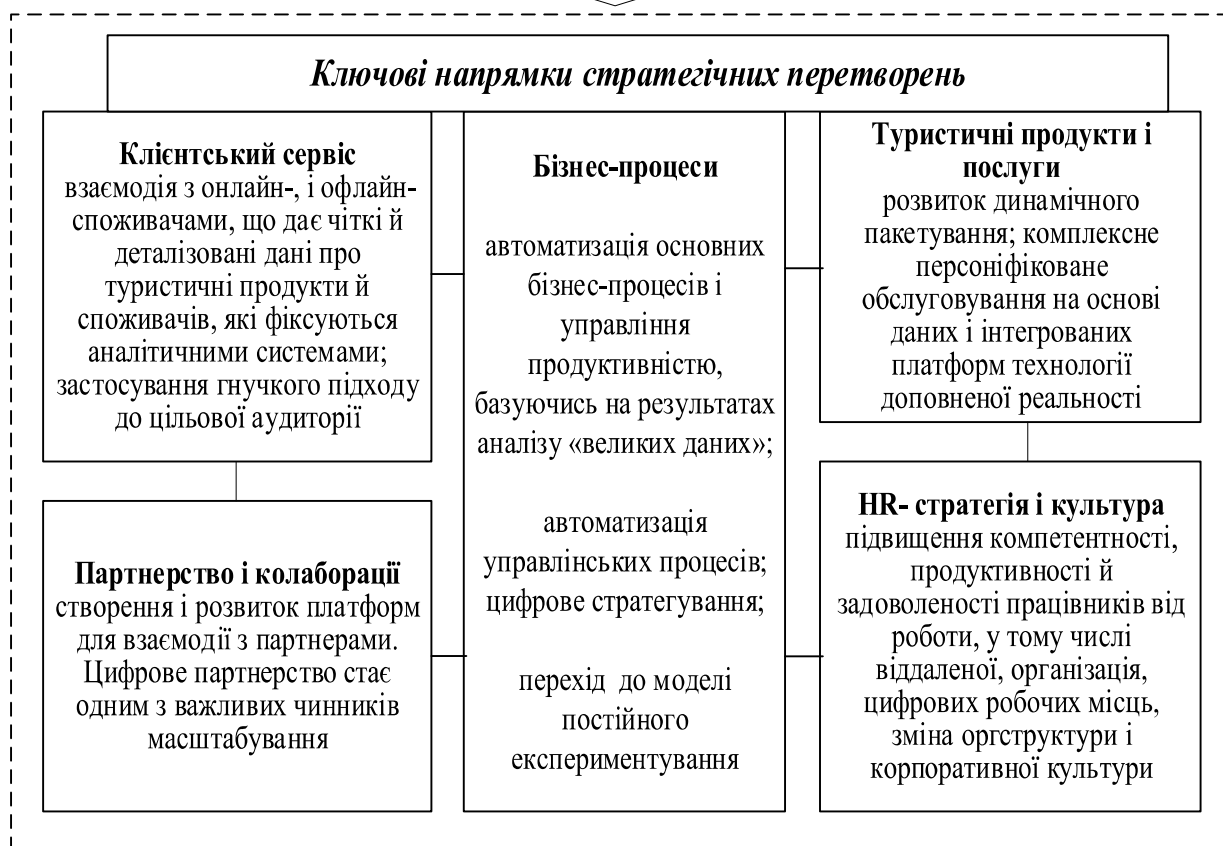 Ключові напрямки стратегічних перетворень
Клієнтський сервіс
взаємодія з онлайн-, і офлайн-
споживачами, що дає чіткі й
деталізовані дані про
туристичні продукти й
споживачів, які фіксуються
аналітичними системами;
застосування гнучкого підходу
до цільової аудиторії
Партнерство і колаборації
створення і розвиток платформ
для взаємодії з партнерами.
Цифрове партнерство стає
одним з важливих чинників
масштабування
Бізнес-процеси
автоматизація основних
бізнес-процесів і
управління
продуктивністю,
базуючись на результатах
аналізу «великих даних»;
автоматизація
управлінських процесів;
цифрове стратегування;
перехід до моделі
постійного
експериментування
Туристичні продукти і
послуги
розвиток динамічного
пакетування; комплексне
персоніфіковане
обслуговування на основі
даних і інтегрованих
платформ технології
доповненої реальності
HR- стратегія і культура
підвищення компетентності,
продуктивності й
задоволеності працівників від
роботи, у тому числі
віддаленої, організація,
цифрових робочих місць,
зміна оргструктури і
корпоративної культури